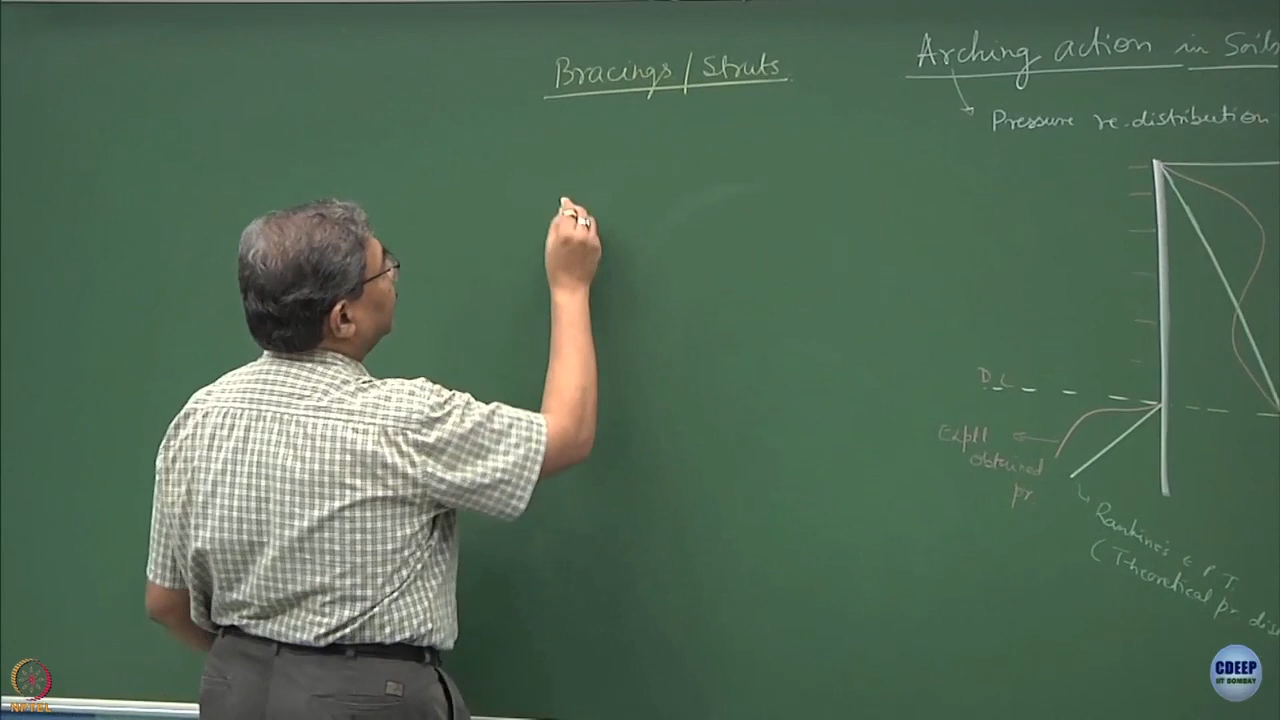 Bracings / Struts
Arching action in Soils
Pressure re-distribution
D L
Exptl
obtained
pr
Rankine's E P T.
(Theoretical pr dis
NPTEL
CDEEP
IIT BOMBAY